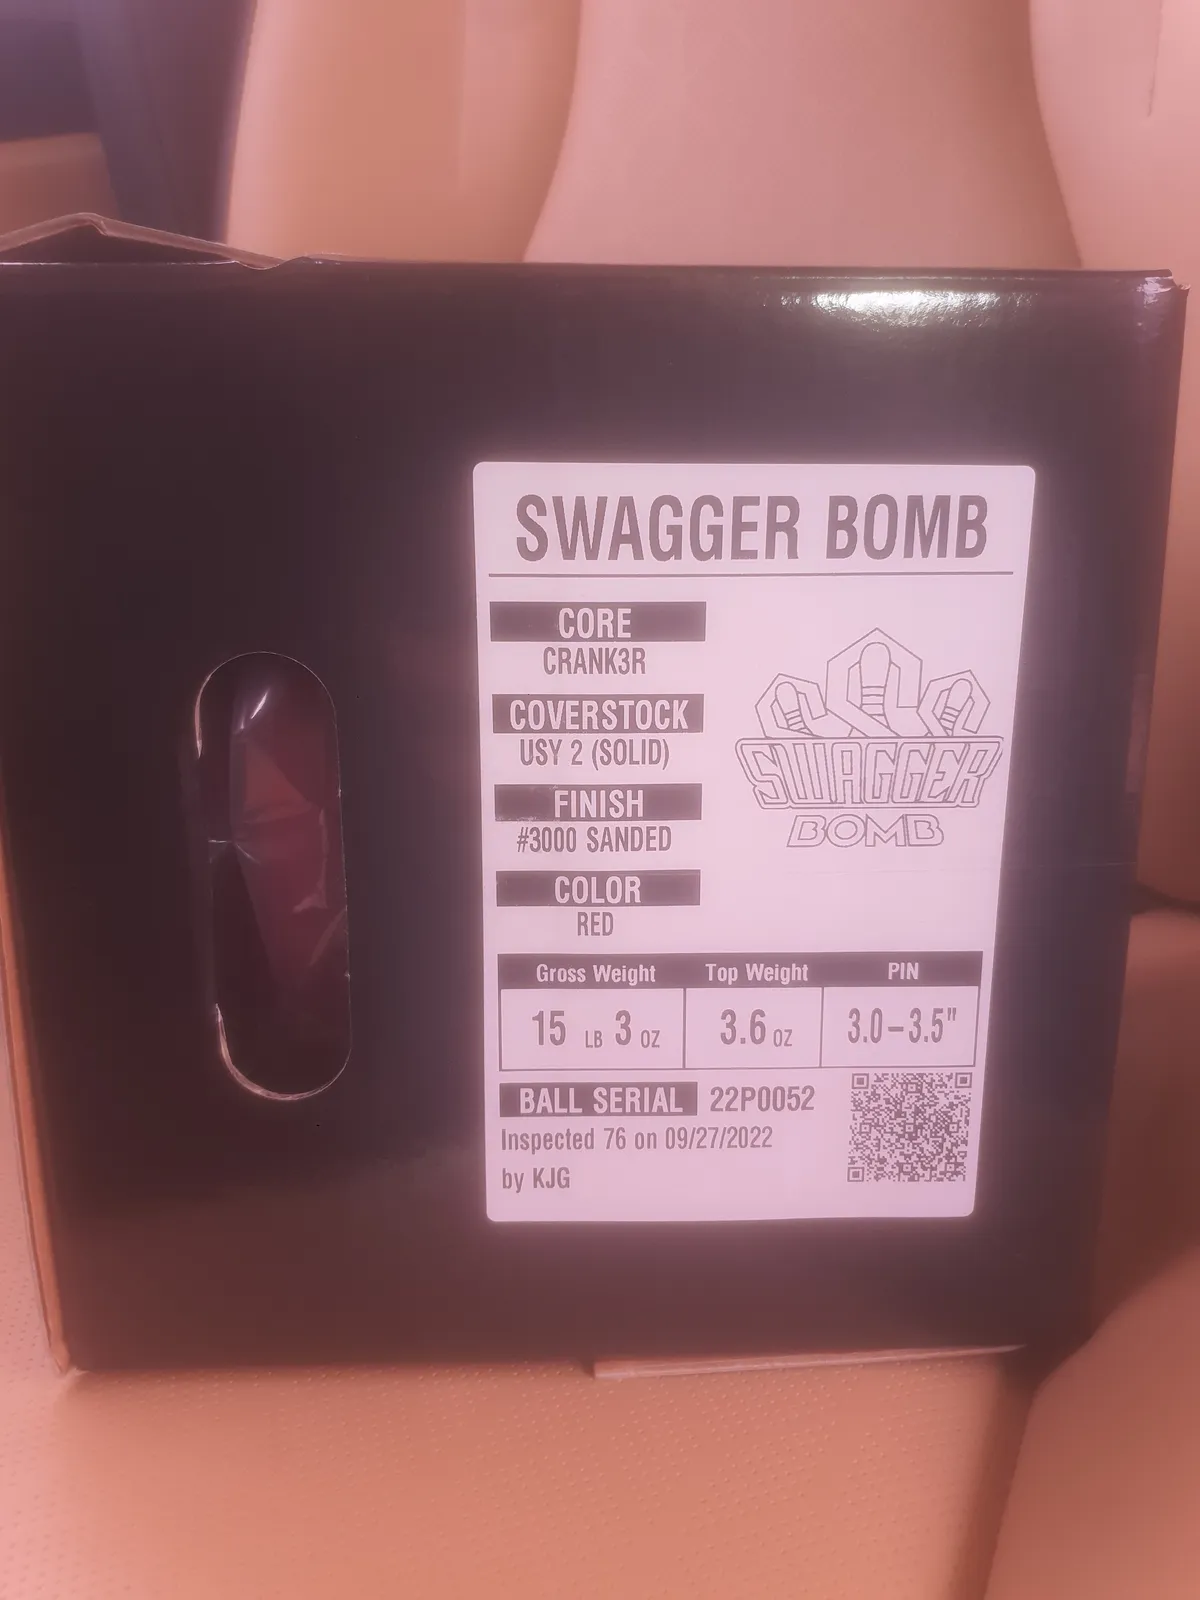 SWAGGER BOMB
CORE
CRANK3R
COVERSTOCK
USY 2 (SOLID)
FINISH
#3000 SANDED
COLOR
RED
SWAGGER
BOMB
Gross Weight Top Weight PIN
15 LB 3 OZ 3.6 OZ 3.0-3.5"
BALL SERIAL 22P0052
Inspected 76 on 09/27/2022
by KJG